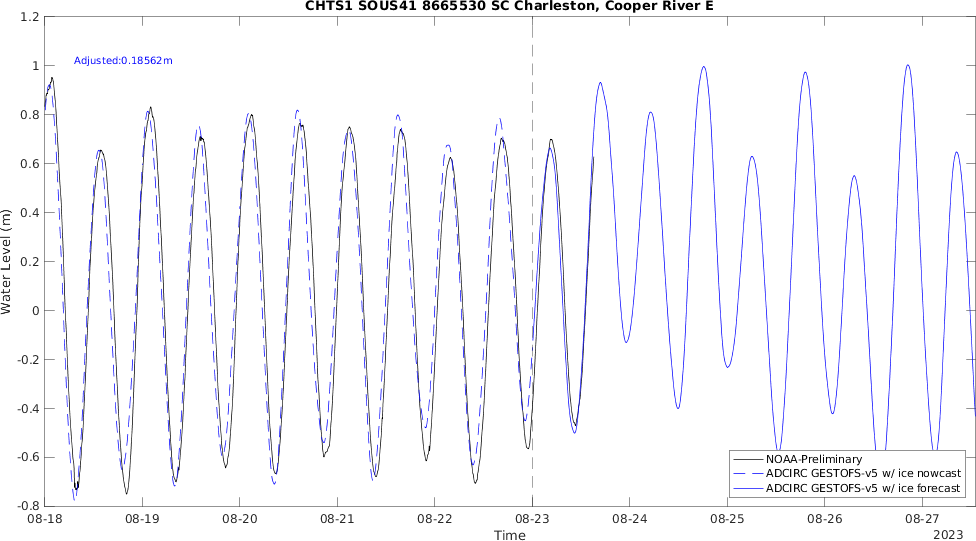 CHTS1 SOUS41 8665530 SC Charleston, Cooper River E
Adjusted:0.18562m
Water Level (m)
1.2
1
0.8
0.6
0.4
0.2
0
-0.2
-0.4
-0.6
-0.8
NOAA-Preliminary
ADCIRC GESTOFS-v5 w/ ice nowcast
ADCIRC GESTOFS-v5 w/ ice forecast
08-18 08-19 08-20 08-21 08-22 08-23 08-24 08-25 08-26 08-27
Time
2023